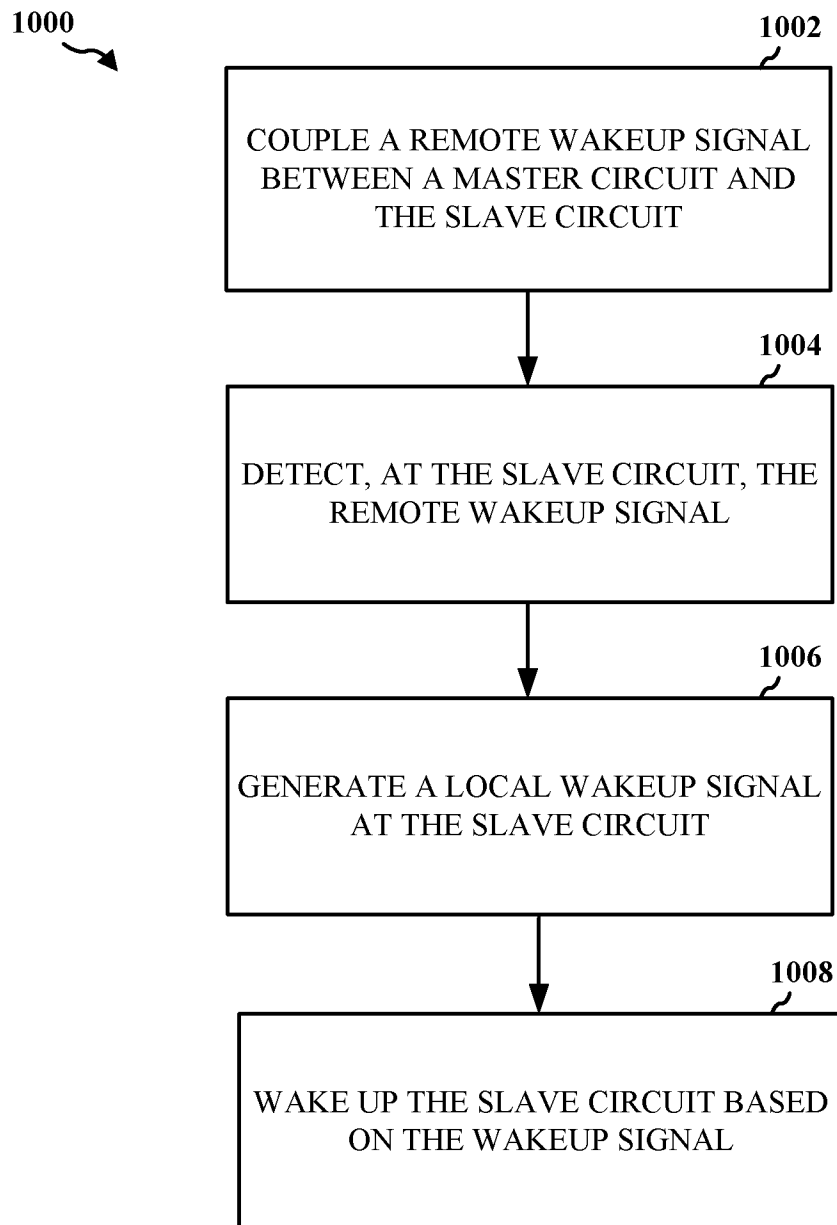 1000
1002
COUPLE A REMOTE WAKEUP SIGNAL
BETWEEN A MASTER CIRCUIT AND
THE SLAVE CIRCUIT
1004
DETECT, AT THE SLAVE CIRCUIT, THE
REMOTE WAKEUP SIGNAL
1006
GENERATE A LOCAL WAKEUP SIGNAL
AT THE SLAVE CIRCUIT
1008
WAKE UP THE SLAVE CIRCUIT BASED
ON THE WAKEUP SIGNAL